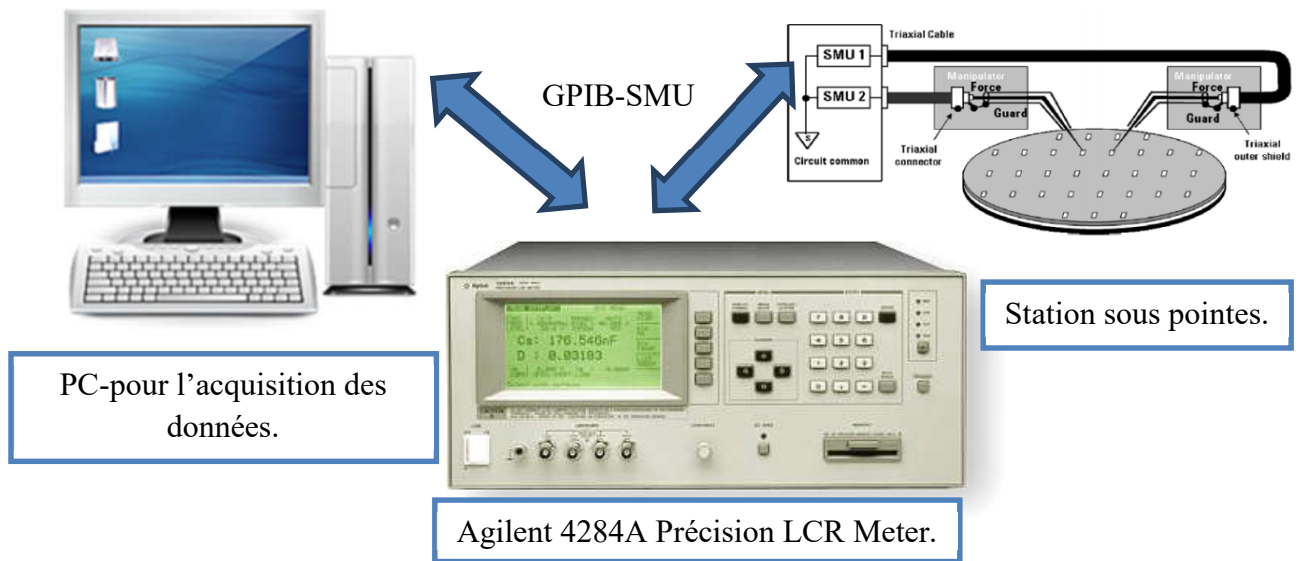 GPIB-SMU
Triaxial Cable
SMU 1
SMU 2
S
Circuit common
Manipulator
Force
Guard
Triaxial
connector
Manipulator
Force
Guard
Triaxial
outer shield
Station sous pointes.
PC-pour l’acquisition des
données.
Agilent
Cs: 176.546nF
D : 0.03183
Agilent 4284A Précision LCR Meter.